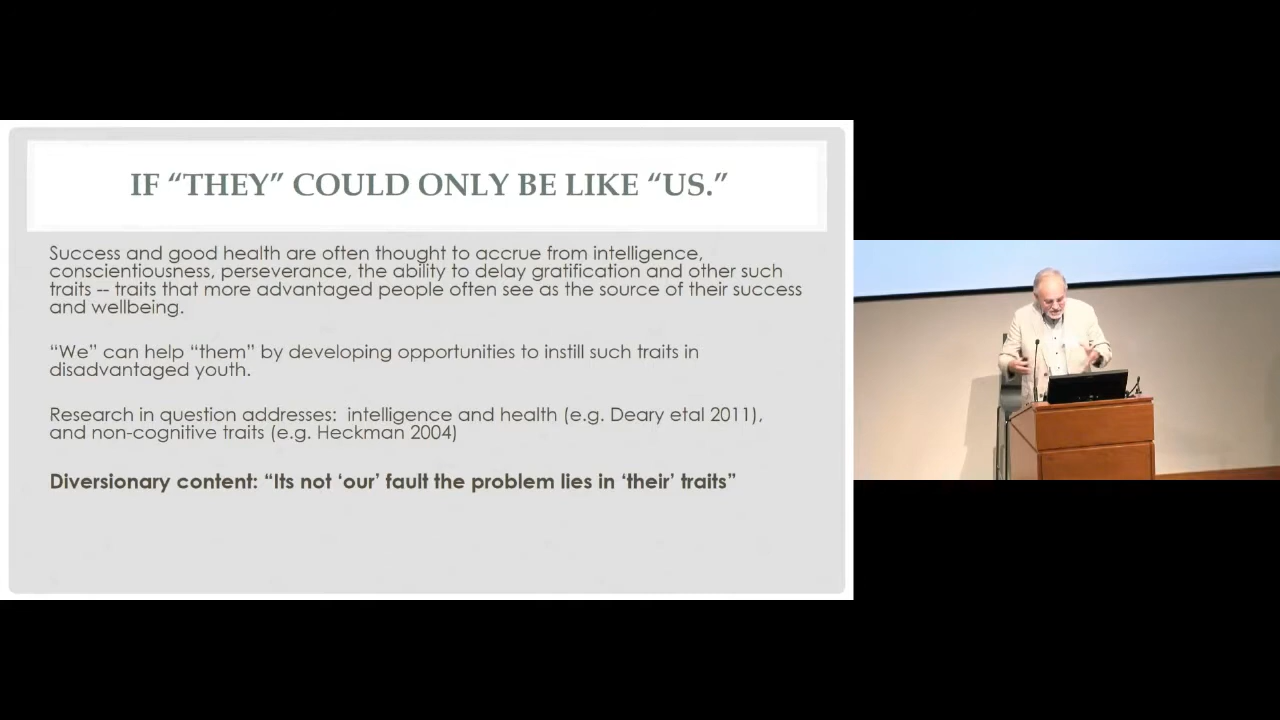 IF “THEY” COULD ONLY BE LIKE “US.”
Success and good health are often thought to accrue from intelligence,
conscientiousness, perseverance, the ability to delay gratification and other such
traits -- traits that more advantaged people often see as the source of their success
and wellbeing.
“We” can help “them” by developing opportunities to instill such traits in
disadvantaged youth.
Research in question addresses:  intelligence and health (e.g. Deary etal 2011),
and non-cognitive traits (e.g. Heckman 2004)
Diversionary content: “Its not ‘our’ fault the problem lies in ‘their’ traits”